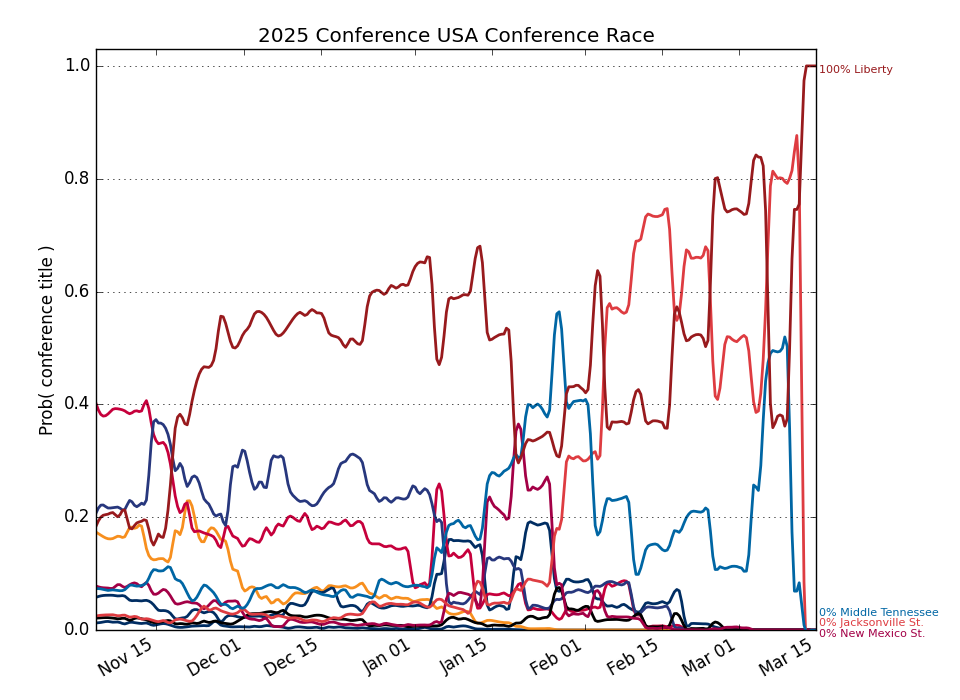 2025 Conference USA Conference Race
Prob( conference title )
1.0
0.8
0.6
0.4
0.2
0.0
100% Liberty
0% Middle Tennessee
0% Jacksonville St.
0% New Mexico St.
Nov 15
Dec 01
Dec 15
Jan 01
Jan 15
Feb 01
Feb 15
Mar 01
Mar 15